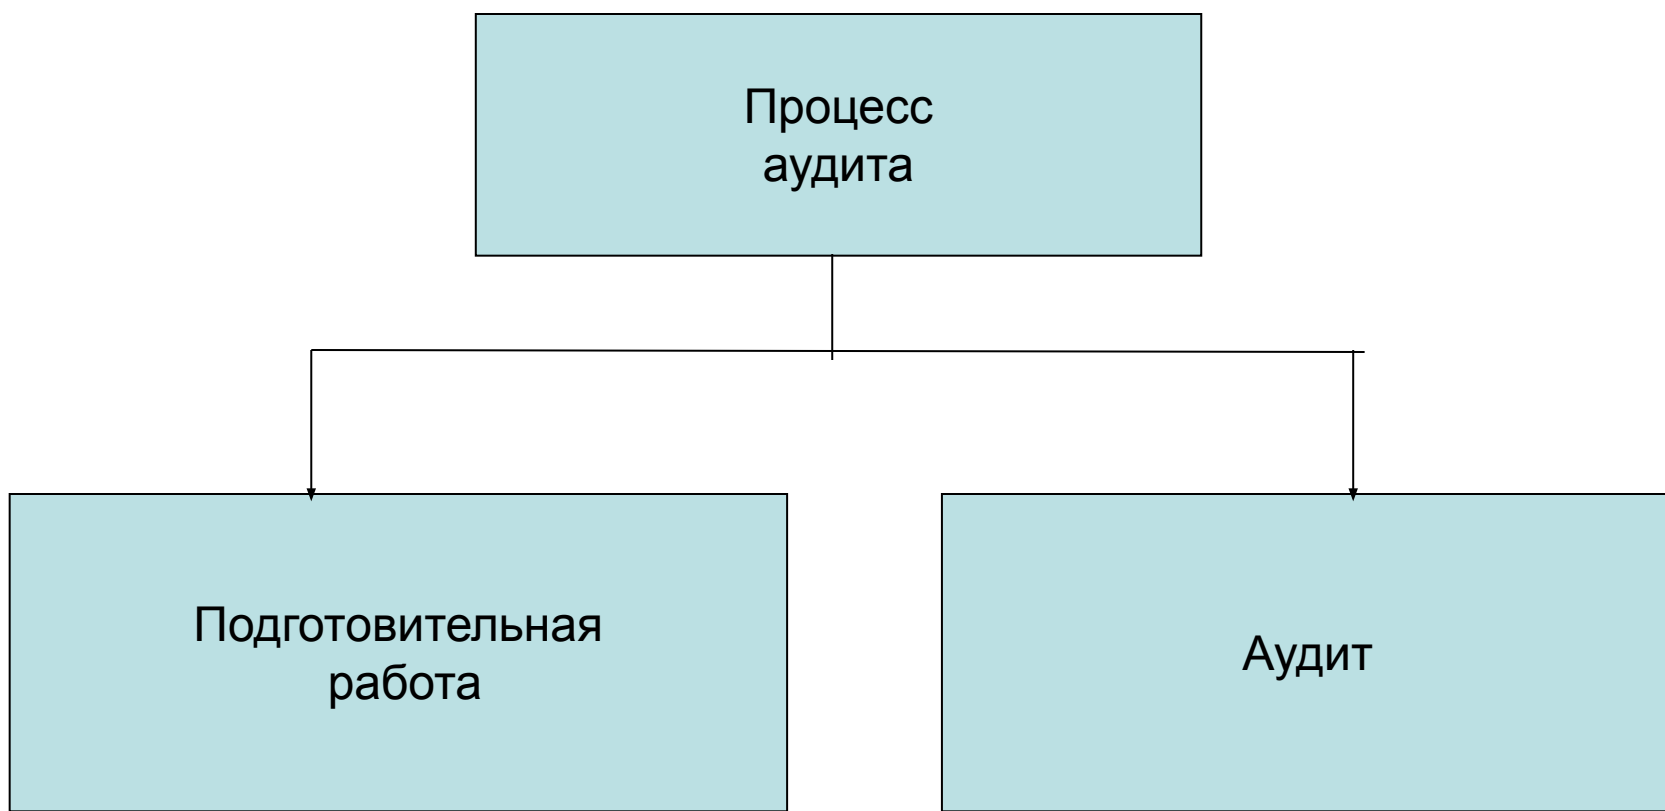 Процесс
аудита
Подготовительная
работа
Аудит